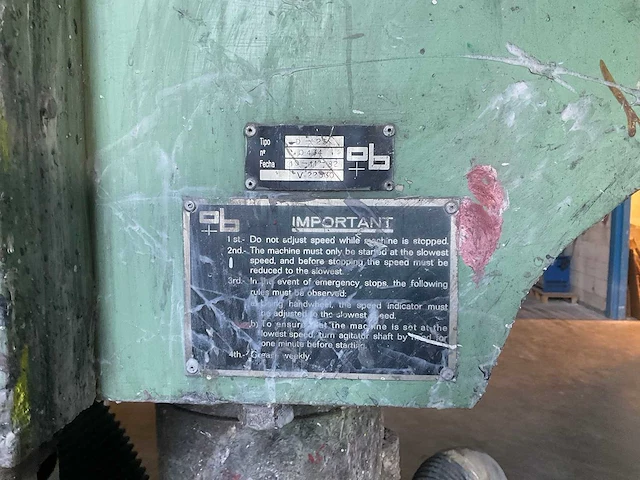 Tipo
nº
Fecha
ob
ob
IMPORTANT
1st.- Do not adjust speed while machine is stopped.
2nd.- The machine must only be started at the slowest
speed, and before stopping the speed must be
reduced to the slowest.
3rd.- In the event of emergency stops, the following
rules must be observed:
handwheel, the speed indicator must
be adjusted to the slowest speed.
b) To ensure that the machine is set at the
slowest speed, turn agitator shaft by hand for
one minute before starting.
4th.- Grease weekly.